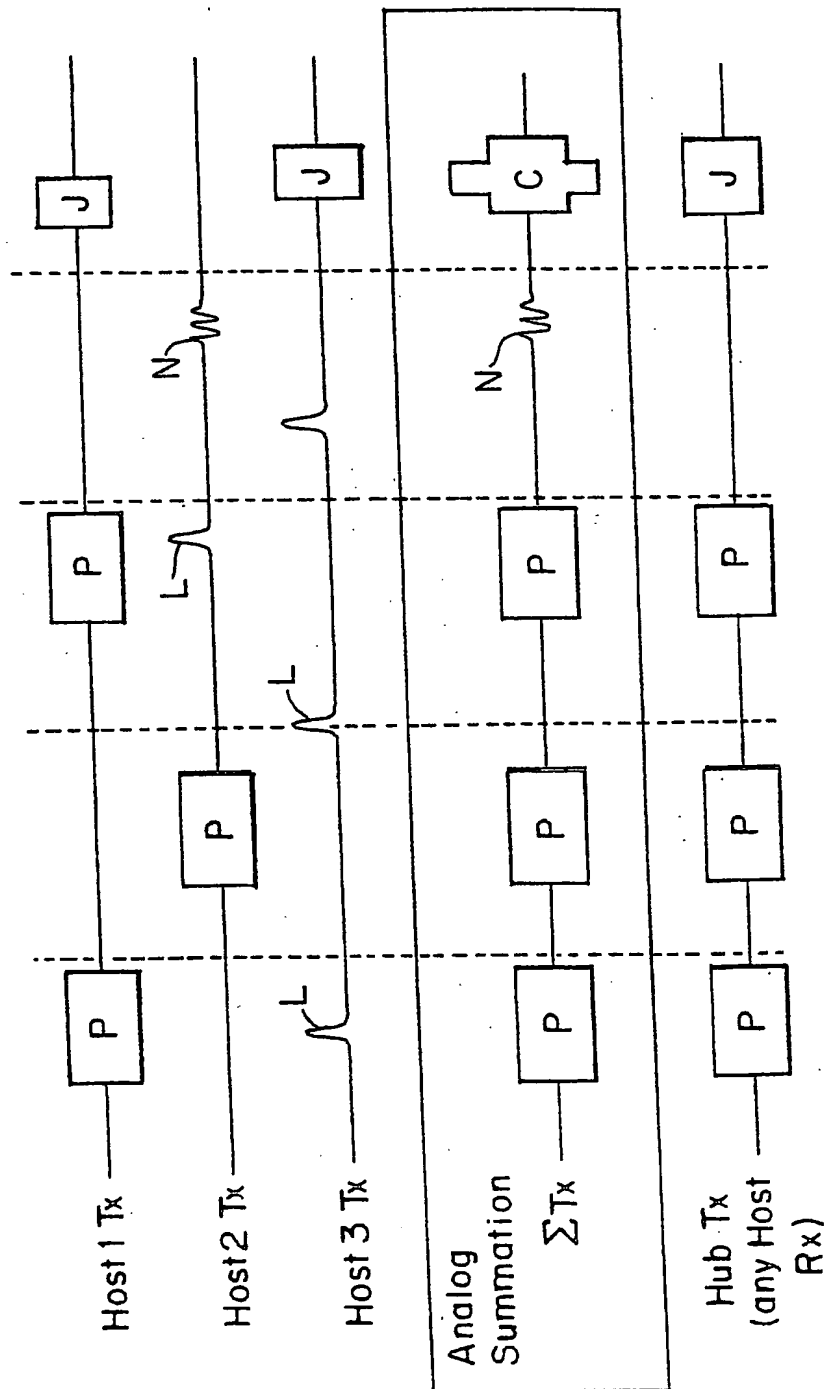 Host 1 Tx
P
P
J
Host 2 Tx
P
L
N
Host 3 Tx
L
L
J
Analog
Summation
ΣTx
P
P
P
N
C
Hub Tx
(any Host
Rx)
P
P
P
J